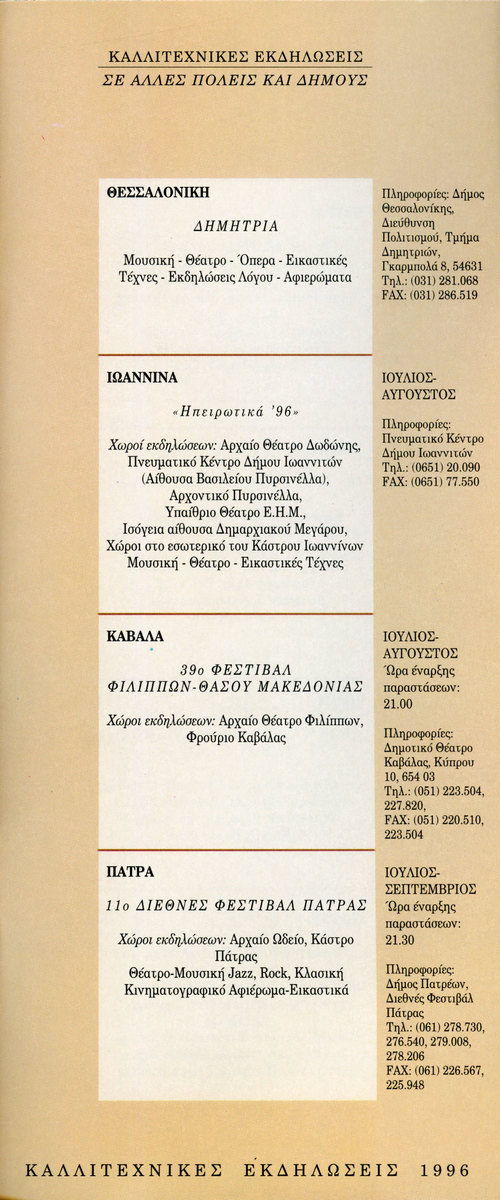 ΚΑΛΛΙΤΕΧΝΙΚΕΣ ΕΚΔΗΛΩΣΕΙΣ
ΣΕ ΑΛΛΕΣ ΠΟΛΕΙΣ ΚΑΙ ΔΗΜΟΥΣ
ΘΕΣΣΑΛΟΝΙΚΗ
ΔΗΜΗΤΡΙΑ
Μουσική - Θέατρο - Όπερα - Εικαστικές
Τέχνες - Εκδηλώσεις Λόγου - Αφιερώματα
Πληροφορίες: Δήμος
Θεσσαλονίκης,
Διεύθυνση
Πολιτισμού, Τμήμα
Δημητριών,
Γκαρμπολά 8, 54631
Τηλ.: (031) 281.068
FAX: (031) 286.519
ΙΩΑΝΝΙΝΑ
«Ηπειρωτικά '96»
Χωροί εκδηλώσεων: Αρχαίο Θέατρο Δωδώνης,
Πνευματικό Κέντρο Δήμου Ιωαννιτών
(Αίθουσα Βασιλείου Πυρσινέλλα),
Αρχοντικό Πυρσινέλλα,
Υπαίθριο Θέατρο Ε.Η.Μ.,
Ισόγεια αίθουσα Δημαρχιακού Μεγάρου,
Χώροι στο εσωτερικό του Κάστρου Ιωαννίνων
Μουσική - Θέατρο - Εικαστικές Τέχνες
ΙΟΥΛΙΟΣ-
ΑΥΓΟΥΣΤΟΣ
Πληροφορίες:
Πνευματικό Κέντρο
Δήμου Ιωαννιτών
Τηλ.: (0651) 20.090
FAX: (0651) 77.550
ΚΑΒΑΛΑ
39ο ΦΕΣΤΙΒΑΛ
ΦΙΛΙΠΠΩΝ-ΘΑΣΟΥ ΜΑΚΕΔΟΝΙΑΣ
Χώροι εκδηλώσεων: Αρχαίο Θέατρο Φιλίππων,
Φρούριο Καβάλας
ΙΟΥΛΙΟΣ-
ΑΥΓΟΥΣΤΟΣ
Ώρα έναρξης
παραστάσεων:
21.00
Πληροφορίες:
Δημοτικό Θέατρο
Καβάλας, Κύπρου
10, 654 03
Τηλ.: (051) 223.504,
227.820,
FAX: (051) 220.510,
223.504
ΠΑΤΡΑ
11ο ΔΙΕΘΝΕΣ ΦΕΣΤΙΒΑΛ ΠΑΤΡΑΣ
Χώροι εκδηλώσεων: Αρχαίο Ωδείο, Κάστρο
Πάτρας
Θέατρο-Μουσική Jazz, Rock, Κλασική
Κινηματογραφικό Αφιέρωμα-Εικαστικά
ΙΟΥΛΙΟΣ-
ΣΕΠΤΕΜΒΡΙΟΣ
Ώρα έναρξης
παραστάσεων:
21.30
Πληροφορίες:
Δήμος Πατρέων,
Διεθνές Φεστιβάλ
Πάτρας
Τηλ.: (061) 278.730,
276.540, 279.008,
278.206
FAX: (061) 226.567,
225.948
ΚΑΛΛΙΤΕΧΝΙΚΕΣ ΕΚΔΗΛΩΣΕΙΣ 1996